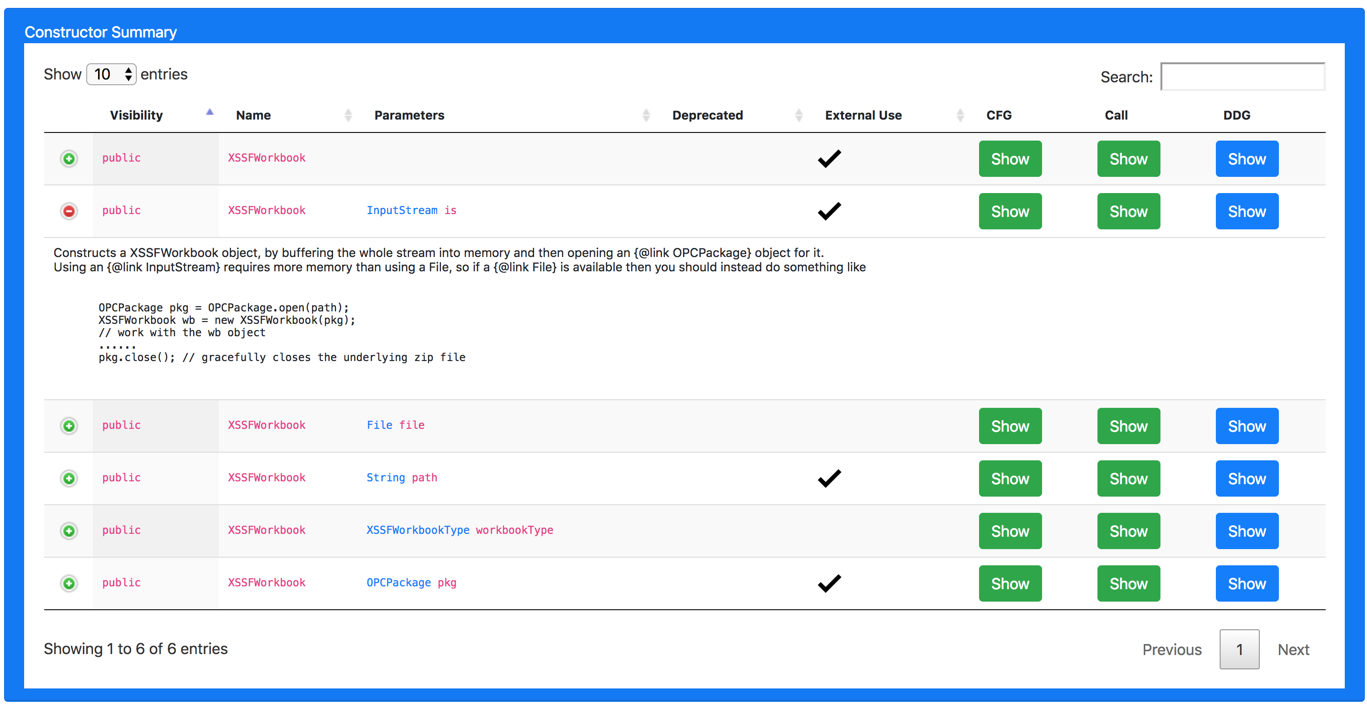 Constructor Summary
Show 10 entries
Search:
Visibility Name Parameters Deprecated External Use CFG Call DDG
public XSSFWorkbook Show Show Show
public XSSFWorkbook InputStream is Show Show Show
Constructs a XSSFWorkbook object, by buffering the whole stream into memory and then opening an {@link OPCPackage} object for it.
Using an {@link InputStream} requires more memory than using a File, so if a {@link File} is available then you should instead do something like
OPCPackage pkg = OPCPackage.open(path);
XSSFWorkbook wb = new XSSFWorkbook(pkg);
// work with the wb object
......
pkg.close(); // gracefully closes the underlying zip file
public XSSFWorkbook File file Show Show Show
public XSSFWorkbook String path Show Show Show
public XSSFWorkbook XSSFWorkbookType workbookType Show Show Show
public XSSFWorkbook OPCPackage pkg Show Show Show
Showing 1 to 6 of 6 entries
Previous 1 Next